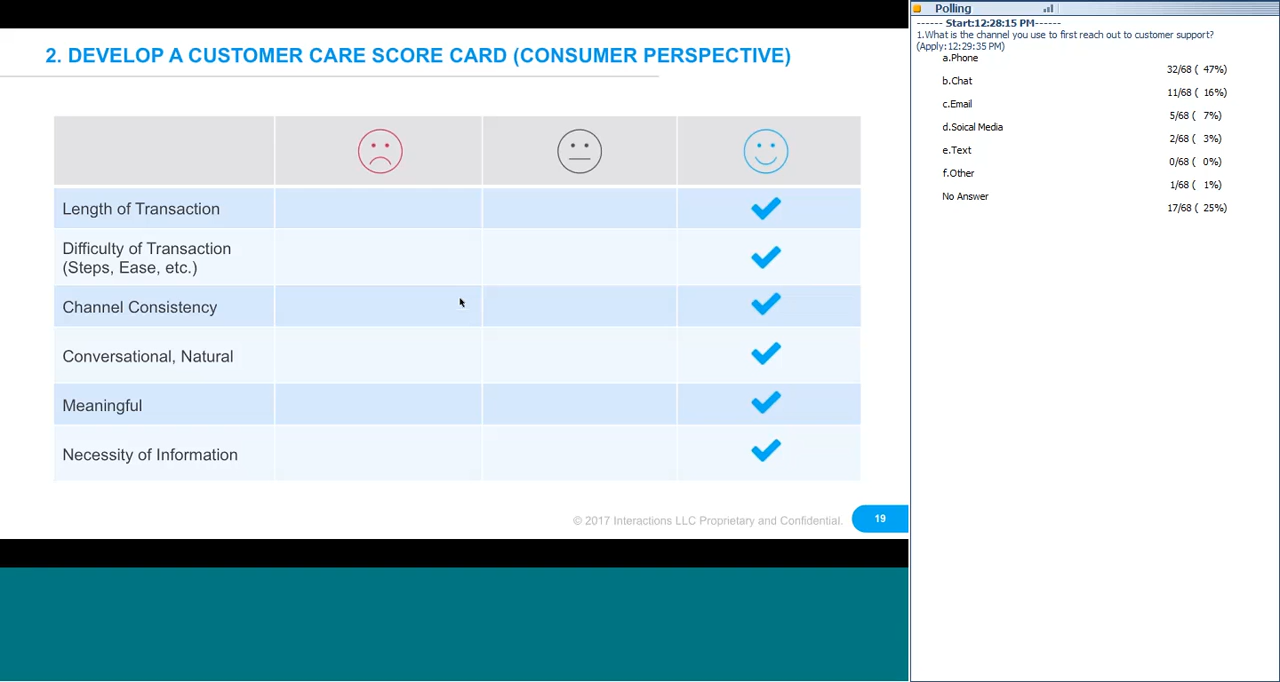 2. DEVELOP A CUSTOMER CARE SCORE CARD (CONSUMER PERSPECTIVE)
Length of Transaction
Difficulty of Transaction
(Steps, Ease, etc.)
Channel Consistency
Conversational, Natural
Meaningful
Necessity of Information
© 2017 Interactions LLC Proprietary and Confidential.
19
Polling
------ Start:12:28:15 PM------
1.What is the channel you use to first reach out to customer support?
(Apply:12:29:35 PM)
a.Phone
32/68 ( 47%)
b.Chat
11/68 ( 16%)
c.Email
5/68 ( 7%)
d.Soical Media
2/68 ( 3%)
e.Text
0/68 ( 0%)
f.Other
1/68 ( 1%)
No Answer
17/68 ( 25%)